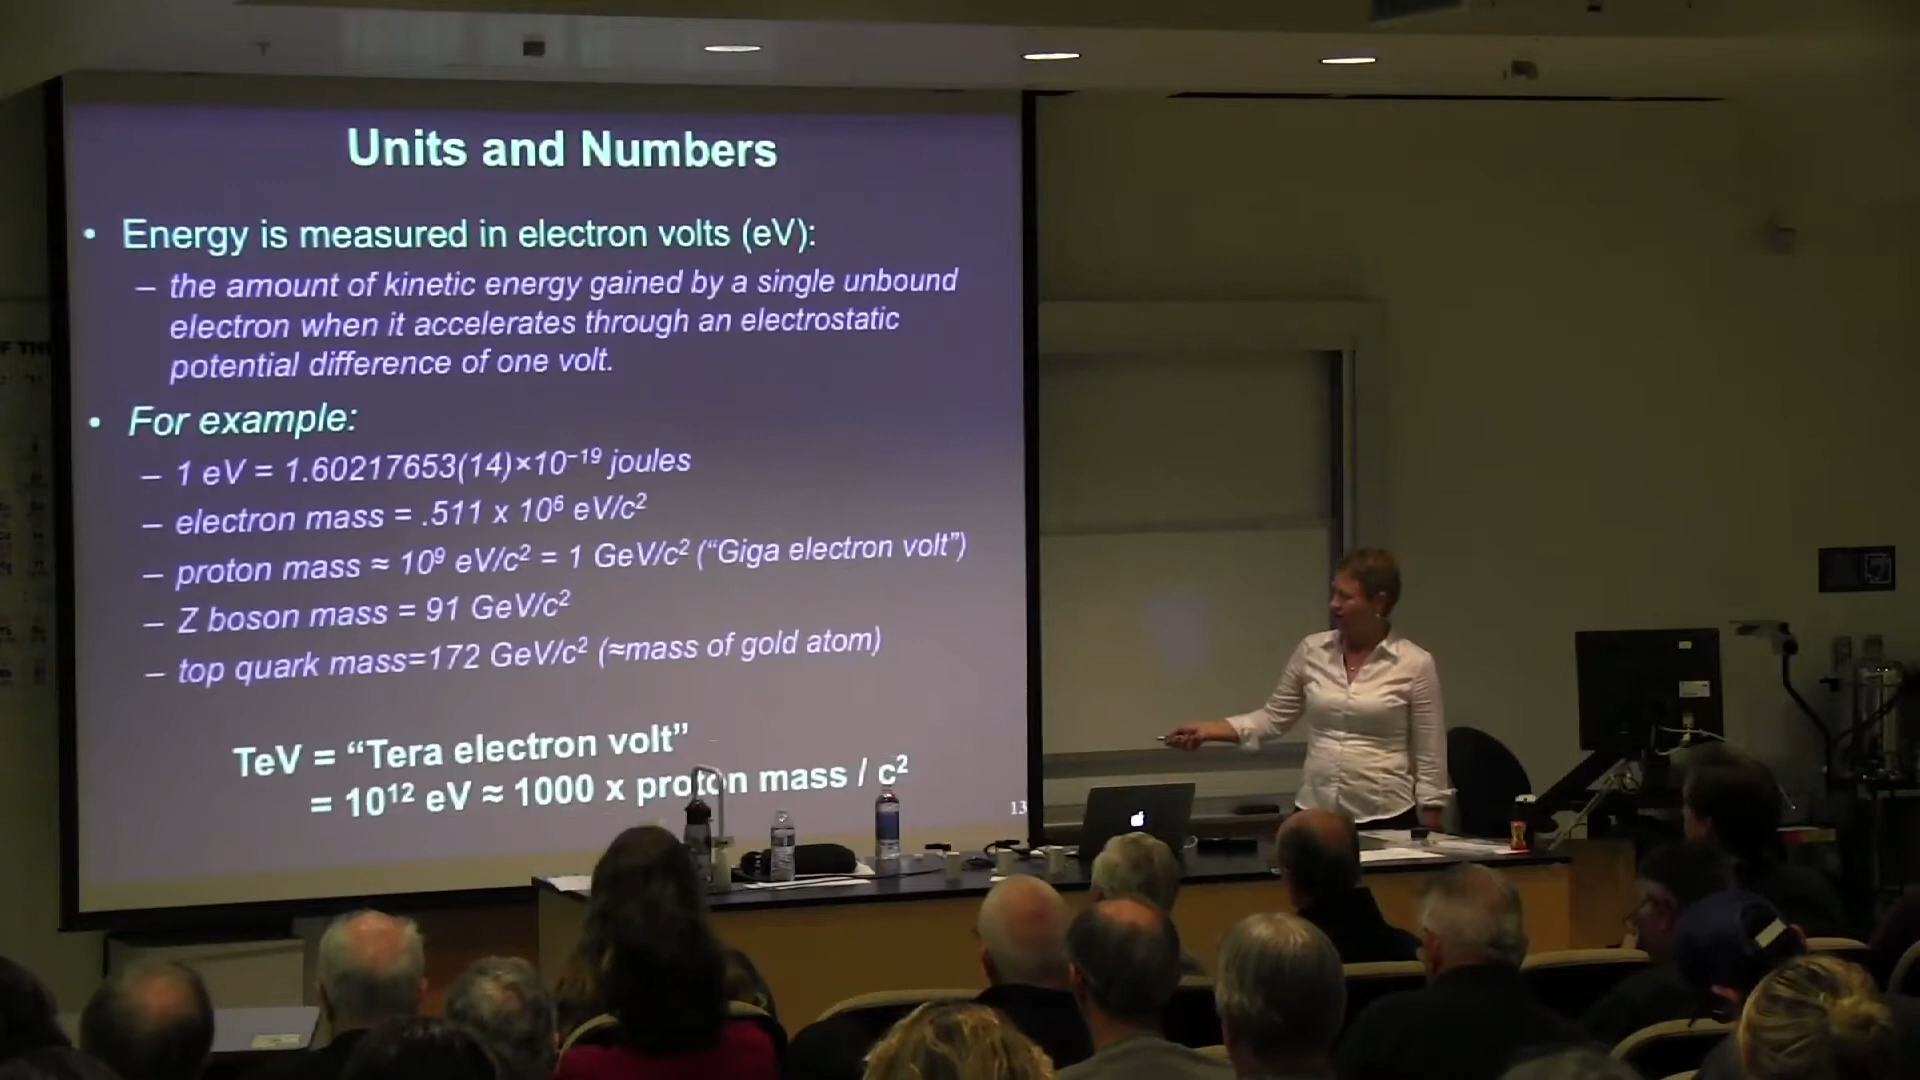 Units and Numbers
• Energy is measured in electron volts (eV):
– the amount of kinetic energy gained by a single unbound
electron when it accelerates through an electrostatic
potential difference of one volt.
• For example:
– 1 eV = 1.60217653(14)×10⁻¹⁹ joules
– electron mass = .511 x 10⁶ eV/c²
– proton mass ≈ 10⁹ eV/c² = 1 GeV/c² (“Giga electron volt”)
– Z boson mass = 91 GeV/c²
– top quark mass=172 GeV/c² (≈mass of gold atom)
TeV = “Tera electron volt”
= 10¹² eV ≈ 1000 x proton mass / c²
13
F THE